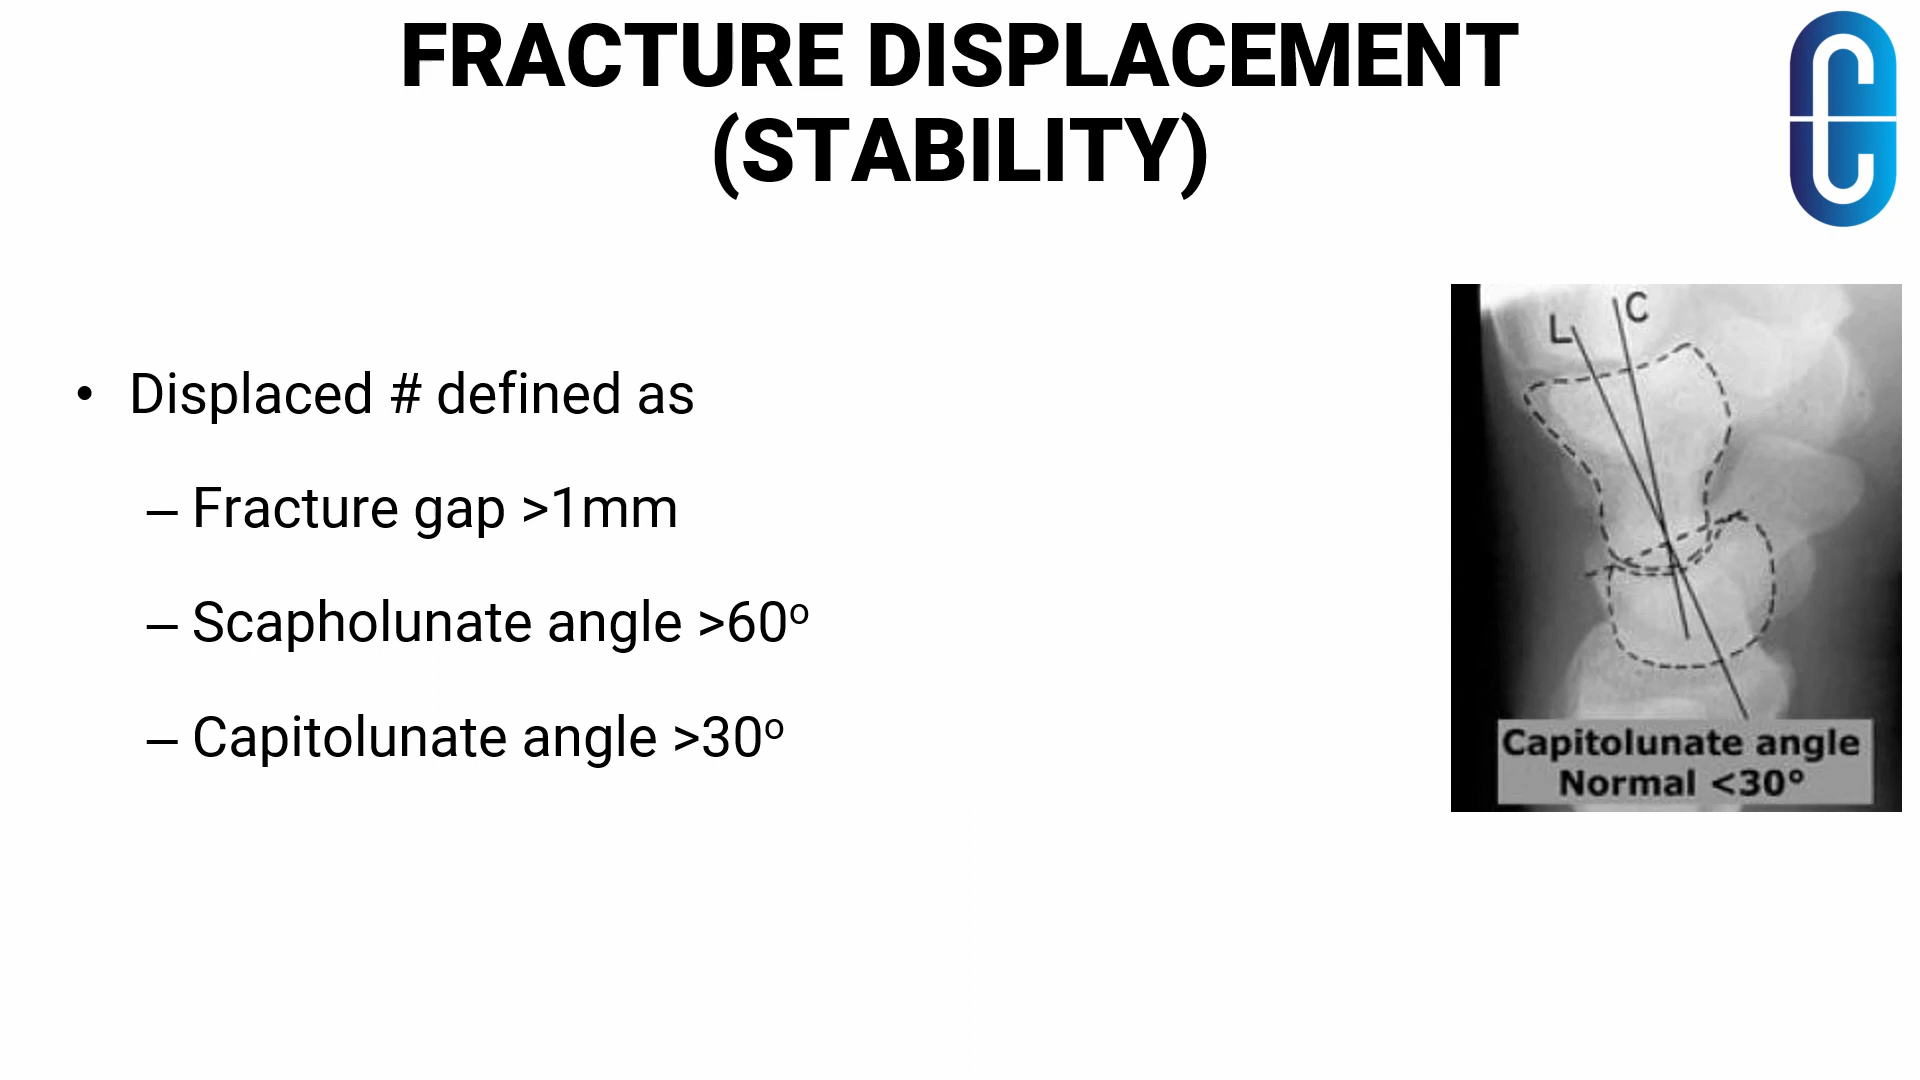 FRACTURE DISPLACEMENT
(STABILITY)
• Displaced # defined as
– Fracture gap >1mm
– Scapholunate angle >60º
– Capitolunate angle >30º
L
C
Capitolunate angle
Normal <30°